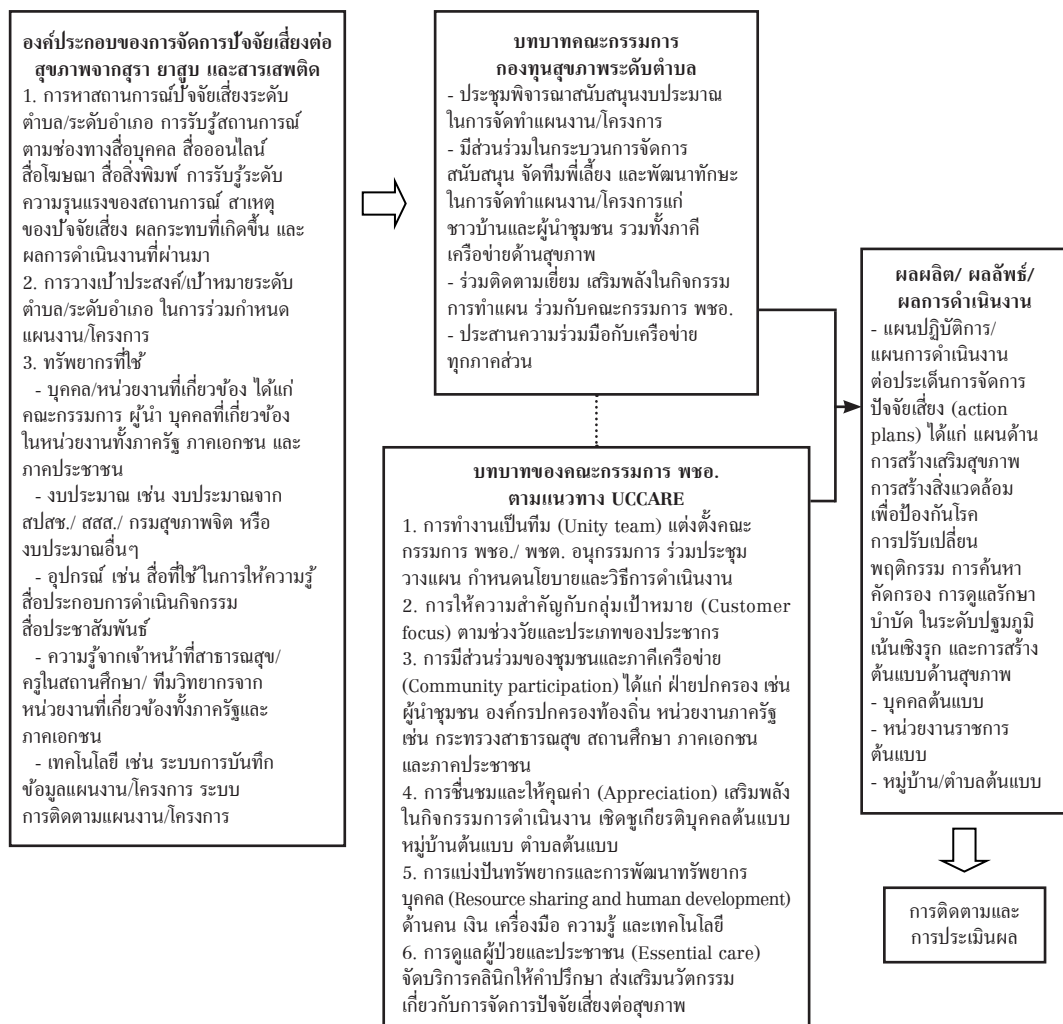 องค์ประกอบของการจัดการปัจจัยเสี่ยงต่อ
สุขภาพจากสุรา ยาสูบ และสารเสพติด
1. การหาสถานการณ์ปัจจัยเสี่ยงระดับ
ตำบล/ระดับอำเภอ การรับรู้สถานการณ์
ตามช่องทางสื่อบุคคล สื่อออนไลน์
สื่อโฆษณา สื่อสิ่งพิมพ์ การรับรู้ระดับ
ความรุนแรงของสถานการณ์ สาเหตุ
ของปัจจัยเสี่ยง ผลกระทบที่เกิดขึ้น และ
ผลการดำเนินงานที่ผ่านมา
2. การวางเป้าประสงค์/เป้าหมายระดับ
ตำบล/ระดับอำเภอ ในการร่วมกำหนด
แผนงาน/โครงการ
3. ทรัพยากรที่ใช้
- บุคคล/หน่วยงานที่เกี่ยวข้อง ได้แก่
คณะกรรมการ ผู้นำ บุคคลที่เกี่ยวข้อง
ในหน่วยงานทั้งภาครัฐ ภาคเอกชน และ
ภาคประชาชน
- งบประมาณ เช่น งบประมาณจาก
สปสช./ สสส./ กรมสุขภาพจิต หรือ
งบประมาณอื่นๆ
- อุปกรณ์ เช่น สื่อที่ใช้ในการให้ความรู้
สื่อประกอบการดำเนินกิจกรรม
สื่อประชาสัมพันธ์
- ความรู้จากเจ้าหน้าที่สาธารณสุข/
ครูในสถานศึกษา/ ทีมวิทยากรจาก
หน่วยงานที่เกี่ยวข้องทั้งภาครัฐและ
ภาคเอกชน
- เทคโนโลยี เช่น ระบบการบันทึก
ข้อมูลแผนงาน/โครงการ ระบบ
การติดตามแผนงาน/โครงการ
บทบาทคณะกรรมการ
กองทุนสุขภาพระดับตำบล
- ประชุมพิจารณาสนับสนุนงบประมาณ
ในการจัดทำแผนงาน/โครงการ
- มีส่วนร่วมในกระบวนการจัดการ
สนับสนุน จัดทีมพี่เลี้ยง และพัฒนาทักษะ
ในการจัดทำแผนงาน/โครงการแก่
ชาวบ้านและผู้นำชุมชน รวมทั้งภาคี
เครือข่ายด้านสุขภาพ
- ร่วมติดตามเยี่ยม เสริมพลังในกิจกรรม
การทำแผน ร่วมกับคณะกรรมการ พชอ.
- ประสานความร่วมมือกับเครือข่าย
ทุกภาคส่วน
บทบาทของคณะกรรมการ พชอ.
ตามแนวทาง UCCARE
1. การทำงานเป็นทีม (Unity team) แต่งตั้งคณะ
กรรมการ พชอ./ พชต. อนุกรรมการ ร่วมประชุม
วางแผน กำหนดนโยบายและวิธีการดำเนินงาน
2. การให้ความสำคัญกับกลุ่มเป้าหมาย (Customer
focus) ตามช่วงวัยและประเภทของประชากร
3. การมีส่วนร่วมของชุมชนและภาคีเครือข่าย
(Community participation) ได้แก่ ฝ่ายปกครอง เช่น
ผู้นำชุมชน องค์กรปกครองท้องถิ่น หน่วยงานภาครัฐ
เช่น กระทรวงสาธารณสุข สถานศึกษา ภาคเอกชน
และภาคประชาชน
4. การชื่นชมและให้คุณค่า (Appreciation) เสริมพลัง
ในกิจกรรมการดำเนินงาน เชิดชูเกียรติบุคคลต้นแบบ
หมู่บ้านต้นแบบ ตำบลต้นแบบ
5. การแบ่งปันทรัพยากรและการพัฒนาทรัพยากร
บุคคล (Resource sharing and human development)
ด้านคน เงิน เครื่องมือ ความรู้ และเทคโนโลยี
6. การดูแลผู้ป่วยและประชาชน (Essential care)
จัดบริการคลินิกให้คำปรึกษา ส่งเสริมนวัตกรรม
เกี่ยวกับการจัดการปัจจัยเสี่ยงต่อสุขภาพ
ผลผลิต/ ผลลัพธ์/
ผลการดำเนินงาน
- แผนปฏิบัติการ/
แผนการดำเนินงาน
ต่อประเด็นการจัดการ
ปัจจัยเสี่ยง (action
plans) ได้แก่ แผนด้าน
การสร้างเสริมสุขภาพ
การสร้างสิ่งแวดล้อม
เพื่อป้องกันโรค
การปรับเปลี่ยน
พฤติกรรม การค้นหา
คัดกรอง การดูแลรักษา
บำบัด ในระดับปฐมภูมิ
เน้นเชิงรุก และการสร้าง
ต้นแบบด้านสุขภาพ
- บุคคลต้นแบบ
- หน่วยงานราชการ
ต้นแบบ
- หมู่บ้าน/ตำบลต้นแบบ
การติดตามและ
การประเมินผล